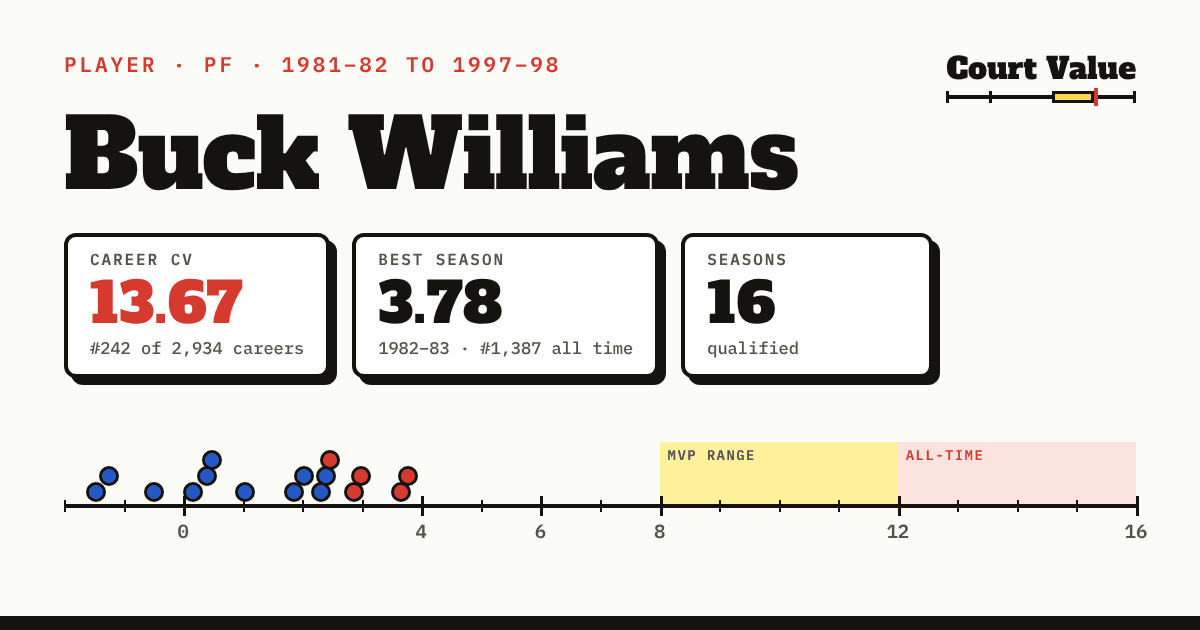 PLAYER · PF · 1981–82 TO 1997–98
Court Value
Buck Williams
CAREER CV
13.67
#242 of 2,934 careers
BEST SEASON
3.78
1982–83 · #1,387 all time
SEASONS
16
qualified
MVP RANGE
ALL-TIME
0 4 6 8 12 16